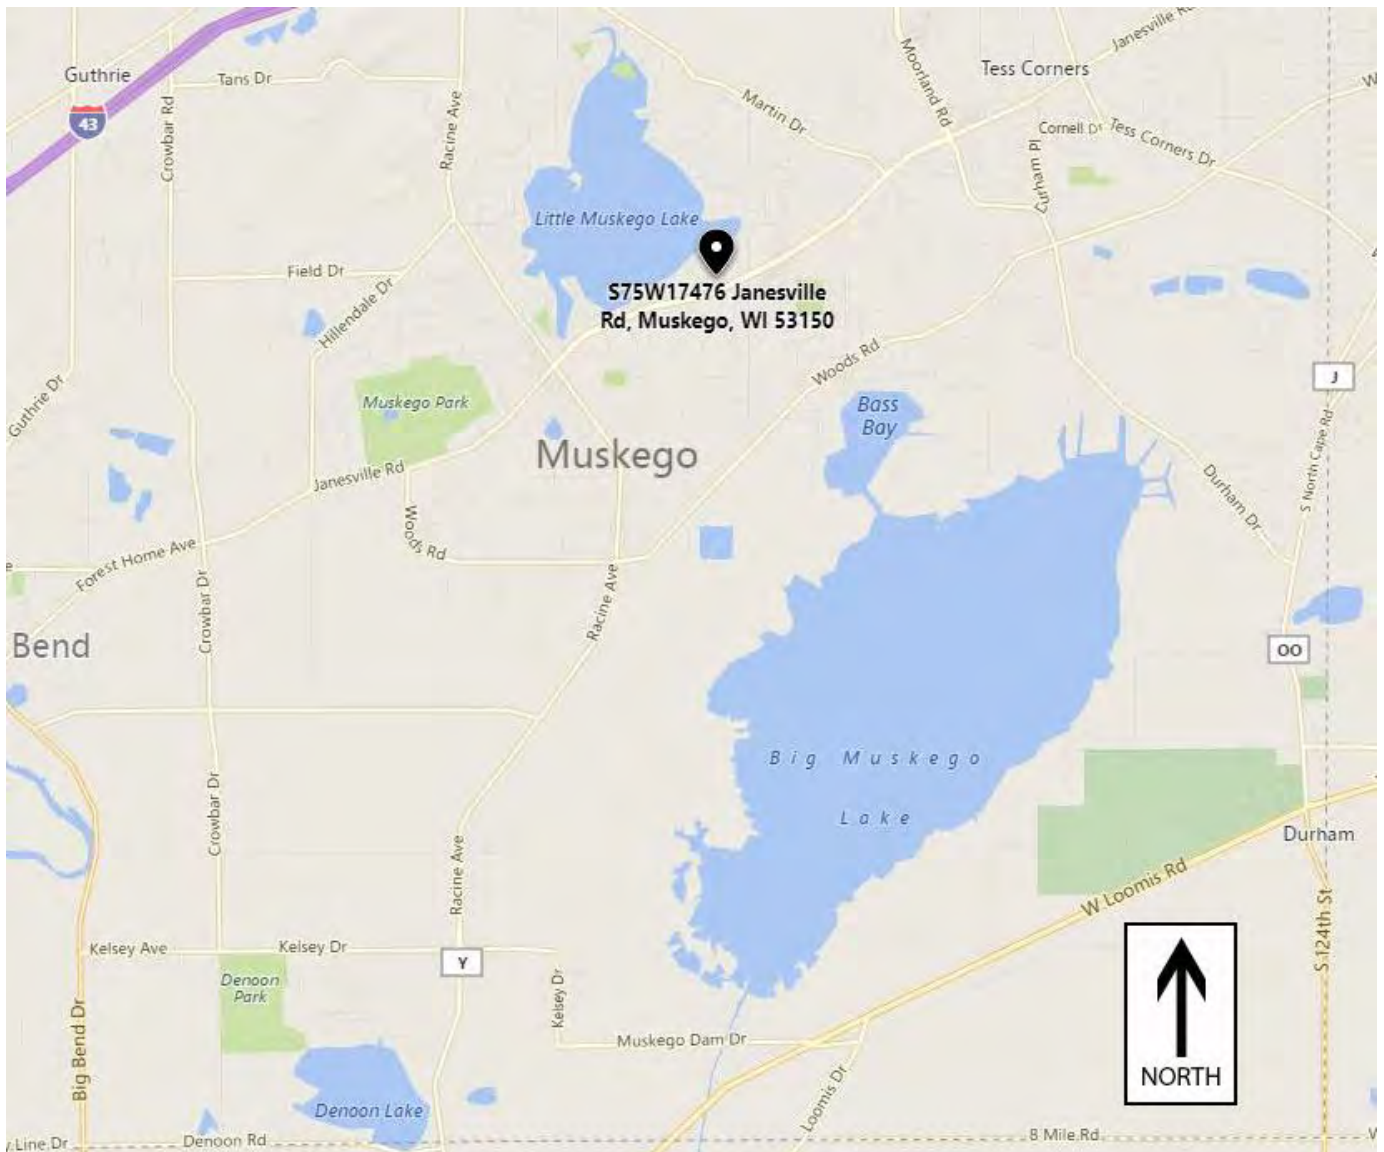 Janesville Rd
Guthrie
Tans Dr
Moorland Rd
Tess Corners
43
Martin Dr
Racine Ave
Crowbar Rd
Cornell Dr
Tess Corners Dr
Durham Pl
Little Muskego Lake
Field Dr
Hillendale Dr
S75W17476 Janesville
Rd, Muskego, WI 53150
Woods Rd
J
Guthrie Dr
Muskego Park
Bass
Bay
Muskego
Janesville Rd
S North Cape Rd
Durham Dr
Woods Rd
Forest Home Ave
Crowbar Dr
Racine Ave
Bend
OO
Big Muskego
Lake
Crowbar Dr
Durham
Racine Ave
W Loomis Rd
S 124th St
Kelsey Ave
Kelsey Dr
Y
Denoon
Park
Kelsey Dr
Big Bend Dr
Muskego Dam Dr
NORTH
Loomis Dr
Denoon Lake
Denoon Rd
8 Mile Rd
y Line Dr